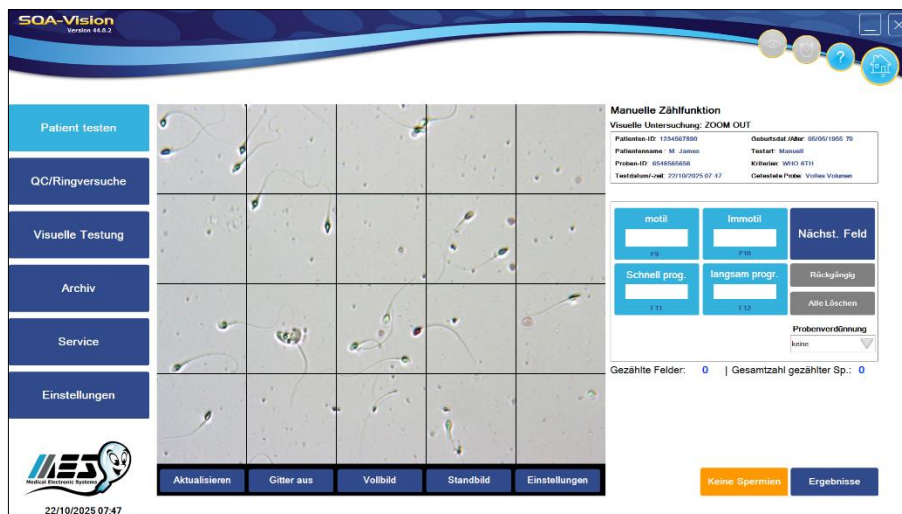 SQA-Vision
Version 44.0.2
?
Patient testen
QC/Ringversuche
Visuelle Testung
Archiv
Service
Einstellungen
MES
Medical Electronic Systems
22/10/2025 07:47
Aktualisieren
Gitter aus
Vollbild
Standbild
Einstellungen
Manuelle Zählfunktion
Visuelle Untersuchung: ZOOM OUT
Patienten-ID: 1234567890 Geburtsdat./Alter: 05/05/1955 70
Patientenname: M. James Testart: Manuell
Proben-ID: 6546565656 Kriterien: WHO 6TH
Testdatum/-zeit: 22/10/2025 07:47 Getestete Probe: Volles Volumen
motil Immotil Nächst. Feld
F9 F10
Schnell prog. langsam progr. Rückgängig
Alle Löschen
F11 F12
Probenverdünnung
keine
Gezählte Felder: 0 | Gesamtzahl gezählter Sp.: 0
Keine Spermien Ergebnisse